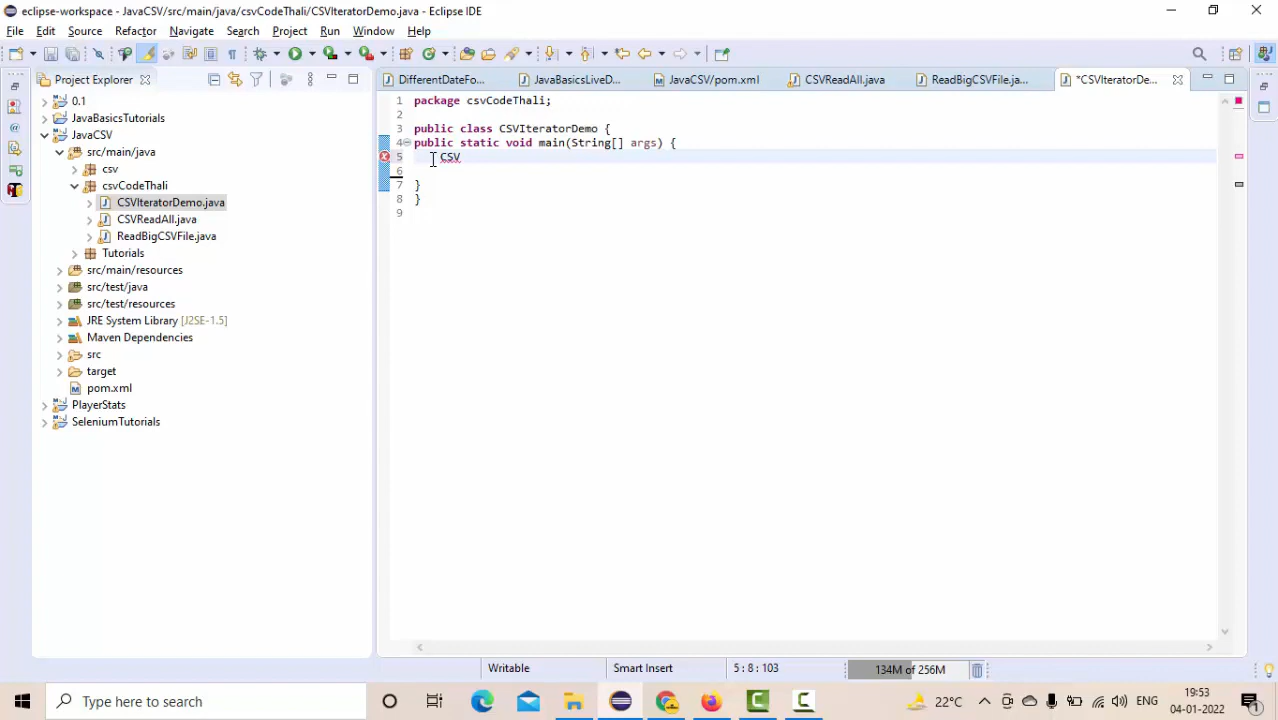 eclipse-workspace - JavaCSV/src/main/java/csvCodeThali/CSVIteratorDemo.java - Eclipse IDE
File Edit Source Refactor Navigate Search Project Run Window Help
Project Explorer
DifferentDateFo...
JavaBasicsLiveD...
JavaCSV/pom.xml
CSVReadAll.java
ReadBigCSVFile.ja...
*CSVIteratorDe...
0.1
JavaBasicsTutorials
JavaCSV
src/main/java
csv
csvCodeThali
CSVIteratorDemo.java
CSVReadAll.java
ReadBigCSVFile.java
Tutorials
src/main/resources
src/test/java
src/test/resources
JRE System Library [J2SE-1.5]
Maven Dependencies
src
target
pom.xml
PlayerStats
SeleniumTutorials
1 package csvCodeThali;
2
3 public class CSVIteratorDemo {
4 public static void main(String[] args) {
5 CSV
6
7 }
8 }
9
Writable
Smart Insert
5 : 8 : 103
134M of 256M
Type here to search
22°C
ENG
19:53
04-01-2022
1